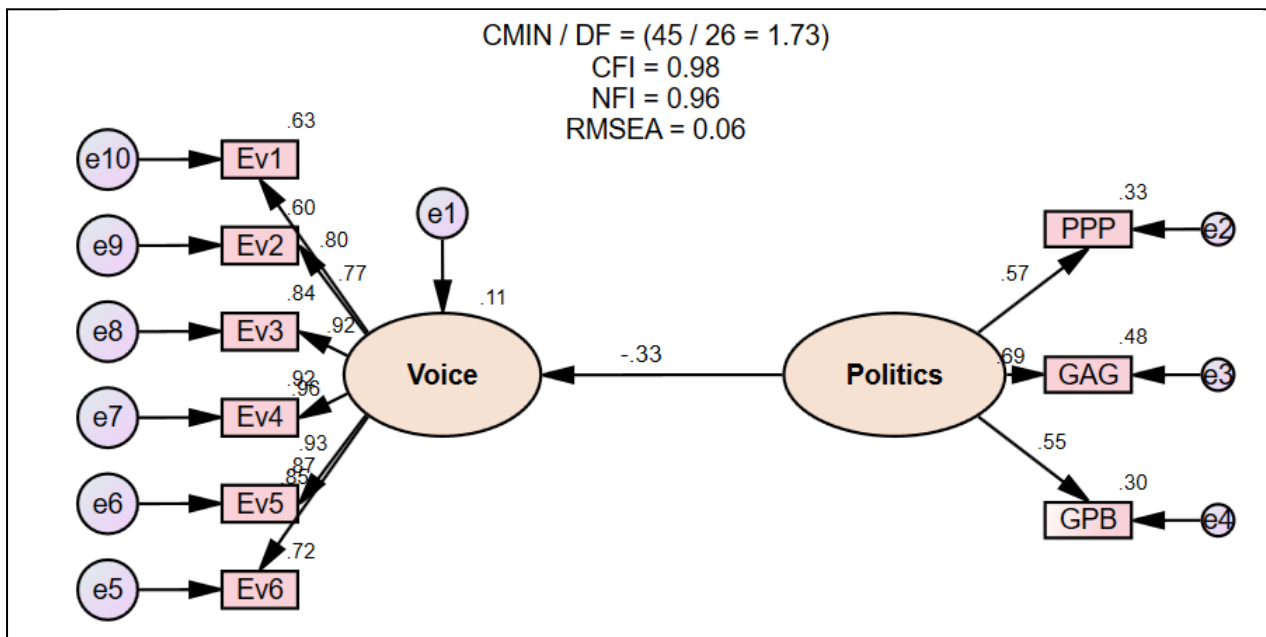 CMIN / DF = (45 / 26 = 1.73)
CFI = 0.98
NFI = 0.96
RMSEA = 0.06
.63
e10
Ev1
.60
e9
Ev2
.80
.77
e1
.33
PPP
e2
.57
.84
e8
Ev3
.92
.11
Voice
-.33
Politics
.69
.48
GAG
e3
.92
.96
e7
Ev4
.93
.87
.85
e6
Ev5
.55
.30
GPB
e4
.72
e5
Ev6